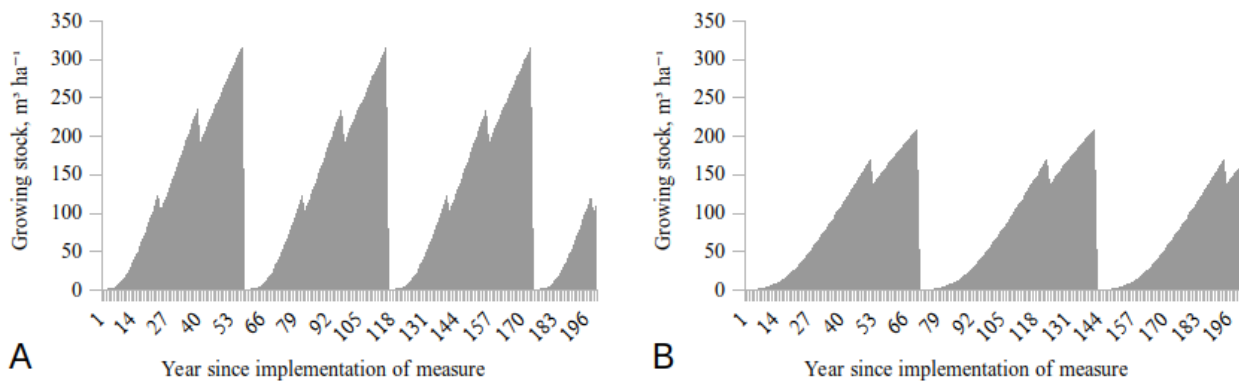 350
300
250
200
150
100
50
0
Growing stock, m³ ha⁻¹
1 14 27 40 53 66 79 92 105 118 131 144 157 170 183 196
Year since implementation of measure
A
350
300
250
200
150
100
50
0
Growing stock, m³ ha⁻¹
1 14 27 40 53 66 79 92 105 118 131 144 157 170 183 196
Year since implementation of measure
B